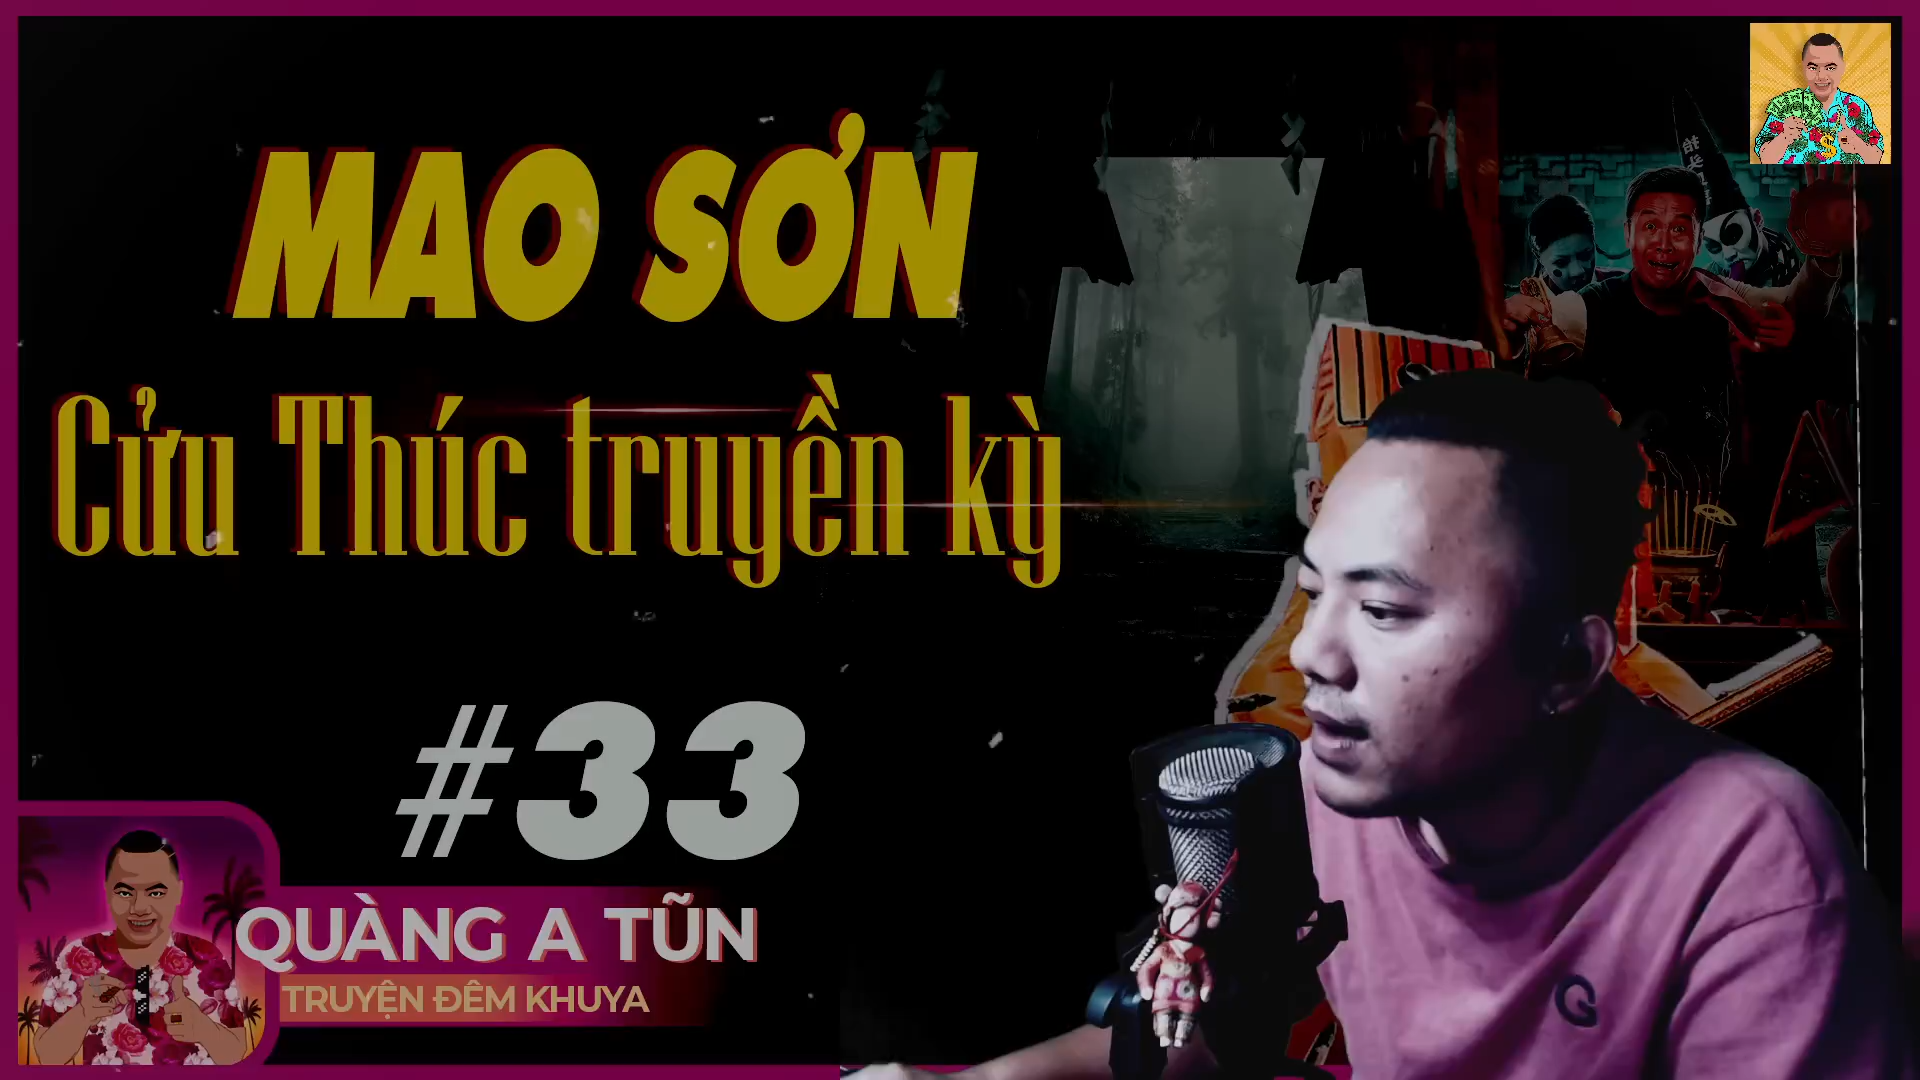 MAO SƠN
Cửu Thúc truyền kỳ
#33
QUÀNG A TŨN
TRUYỆN ĐÊM KHUYA
G